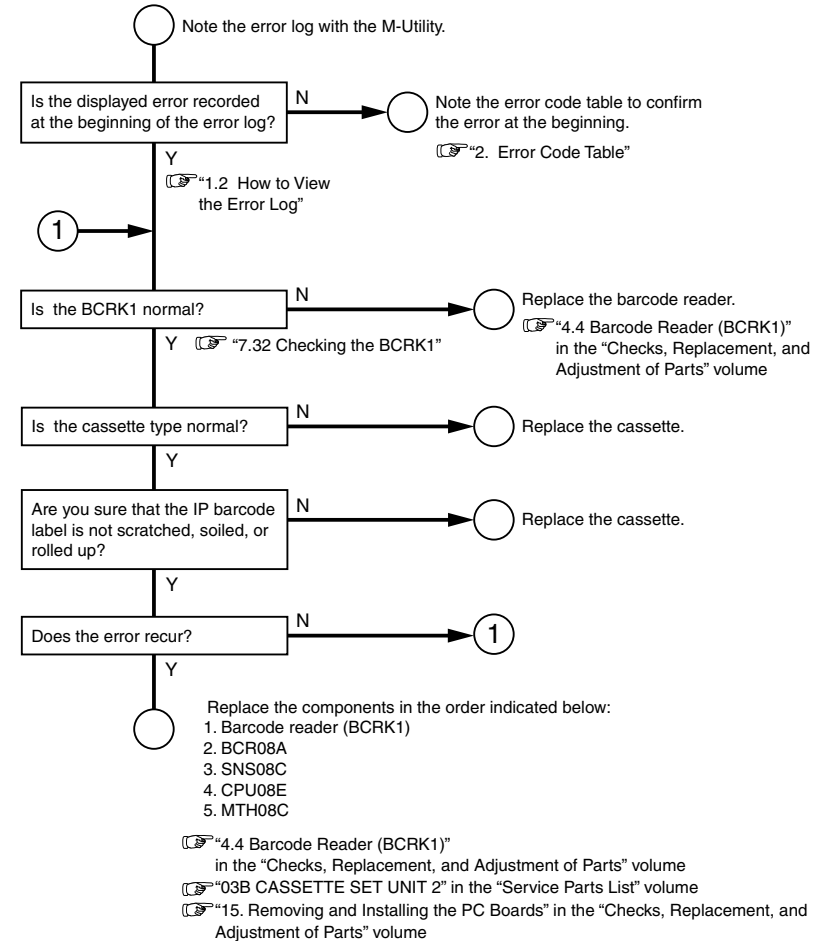 Note the error log with the M-Utility.
Is the displayed error recorded
at the beginning of the error log?
N
Note the error code table to confirm
the error at the beginning.
“2. Error Code Table”
Y
“1.2 How to View
the Error Log”
1
Is the BCRK1 normal?
N
Replace the barcode reader.
“4.4 Barcode Reader (BCRK1)”
in the “Checks, Replacement, and
Adjustment of Parts” volume
Y
“7.32 Checking the BCRK1”
Is the cassette type normal?
N
Replace the cassette.
Y
Are you sure that the IP barcode
label is not scratched, soiled, or
rolled up?
N
Replace the cassette.
Y
Does the error recur?
N
1
Y
Replace the components in the order indicated below:
1. Barcode reader (BCRK1)
2. BCR08A
3. SNS08C
4. CPU08E
5. MTH08C
“4.4 Barcode Reader (BCRK1)”
in the “Checks, Replacement, and Adjustment of Parts” volume
“03B CASSETTE SET UNIT 2” in the “Service Parts List” volume
“15. Removing and Installing the PC Boards” in the “Checks, Replacement, and
Adjustment of Parts” volume